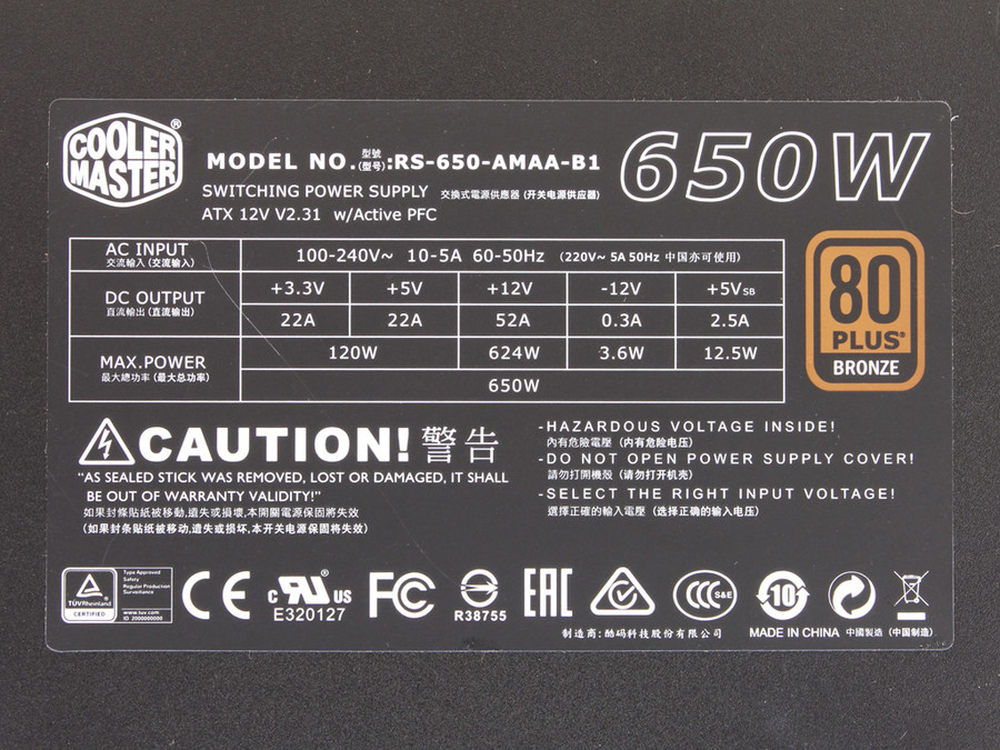 COOLER MASTER®
MODEL NO. 型號 (型号):RS-650-AMAA-B1
650W
SWITCHING POWER SUPPLY 交換式電源供應器 (开关电源供应器)
ATX 12V V2.31 w/Active PFC
AC INPUT 100-240V~ 10-5A 60-50Hz (220V~ 5A 50Hz 中国亦可使用)
交流輸入 (交流输入)
DC OUTPUT +3.3V +5V +12V -12V +5VSB
直流輸出 (直流输出) 22A 22A 52A 0.3A 2.5A
MAX.POWER 120W 624W 3.6W 12.5W
最大總功率 (最大总功率) 650W
80
PLUS®
BRONZE
CAUTION! 警告
"AS SEALED STICK WAS REMOVED, LOST OR DAMAGED, IT SHALL
BE OUT OF WARRANTY VALIDITY!"
如果封條貼紙被移動,遺失或損壞,本開關電源保固將失效
(如果封条贴纸被移动,遗失或损坏,本开关电源保固将失效)
-HAZARDOUS VOLTAGE INSIDE!
內有危險電壓 (内有危险电压)
-DO NOT OPEN POWER SUPPLY COVER!
請勿打開機殼 (请勿打开机壳)
-SELECT THE RIGHT INPUT VOLTAGE!
選擇正確的輸入電壓 (选择正确的输入电压)
TÜVRheinland
CERTIFIED
Type Approved
Safety
Regular Production
Surveillance
www.tuv.com
ID 2000000000
CE
c RU US ®
E320127
FC
R38755
EAC
CCC S&E
10
制造商:酷码科技股份有限公司
MADE IN CHINA 中國製造 (中国制造)